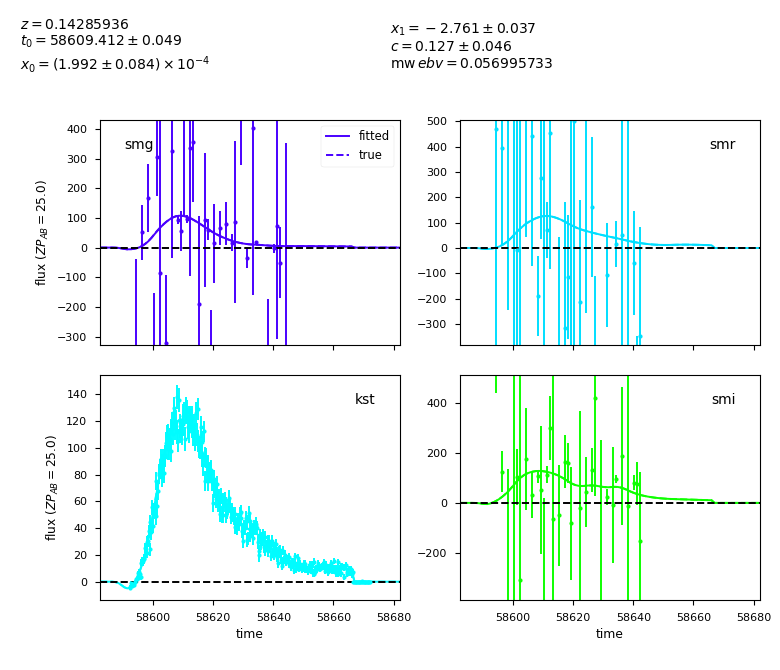 z = 0.14285936
t0 = 58609.412 ± 0.049
x0 = (1.992 ± 0.084) × 10^−4
x1 = −2.761 ± 0.037
c = 0.127 ± 0.046
mw ebv = 0.056995733
smg
fitted
true
400
300
200
100
0
−100
−200
−300
flux (ZP_AB = 25.0)
smr
500
400
300
200
100
0
−100
−200
−300
kst
140
120
100
80
60
40
20
0
flux (ZP_AB = 25.0)
58600 58620 58640 58660 58680
time
smi
400
200
0
−200
58600 58620 58640 58660 58680
time